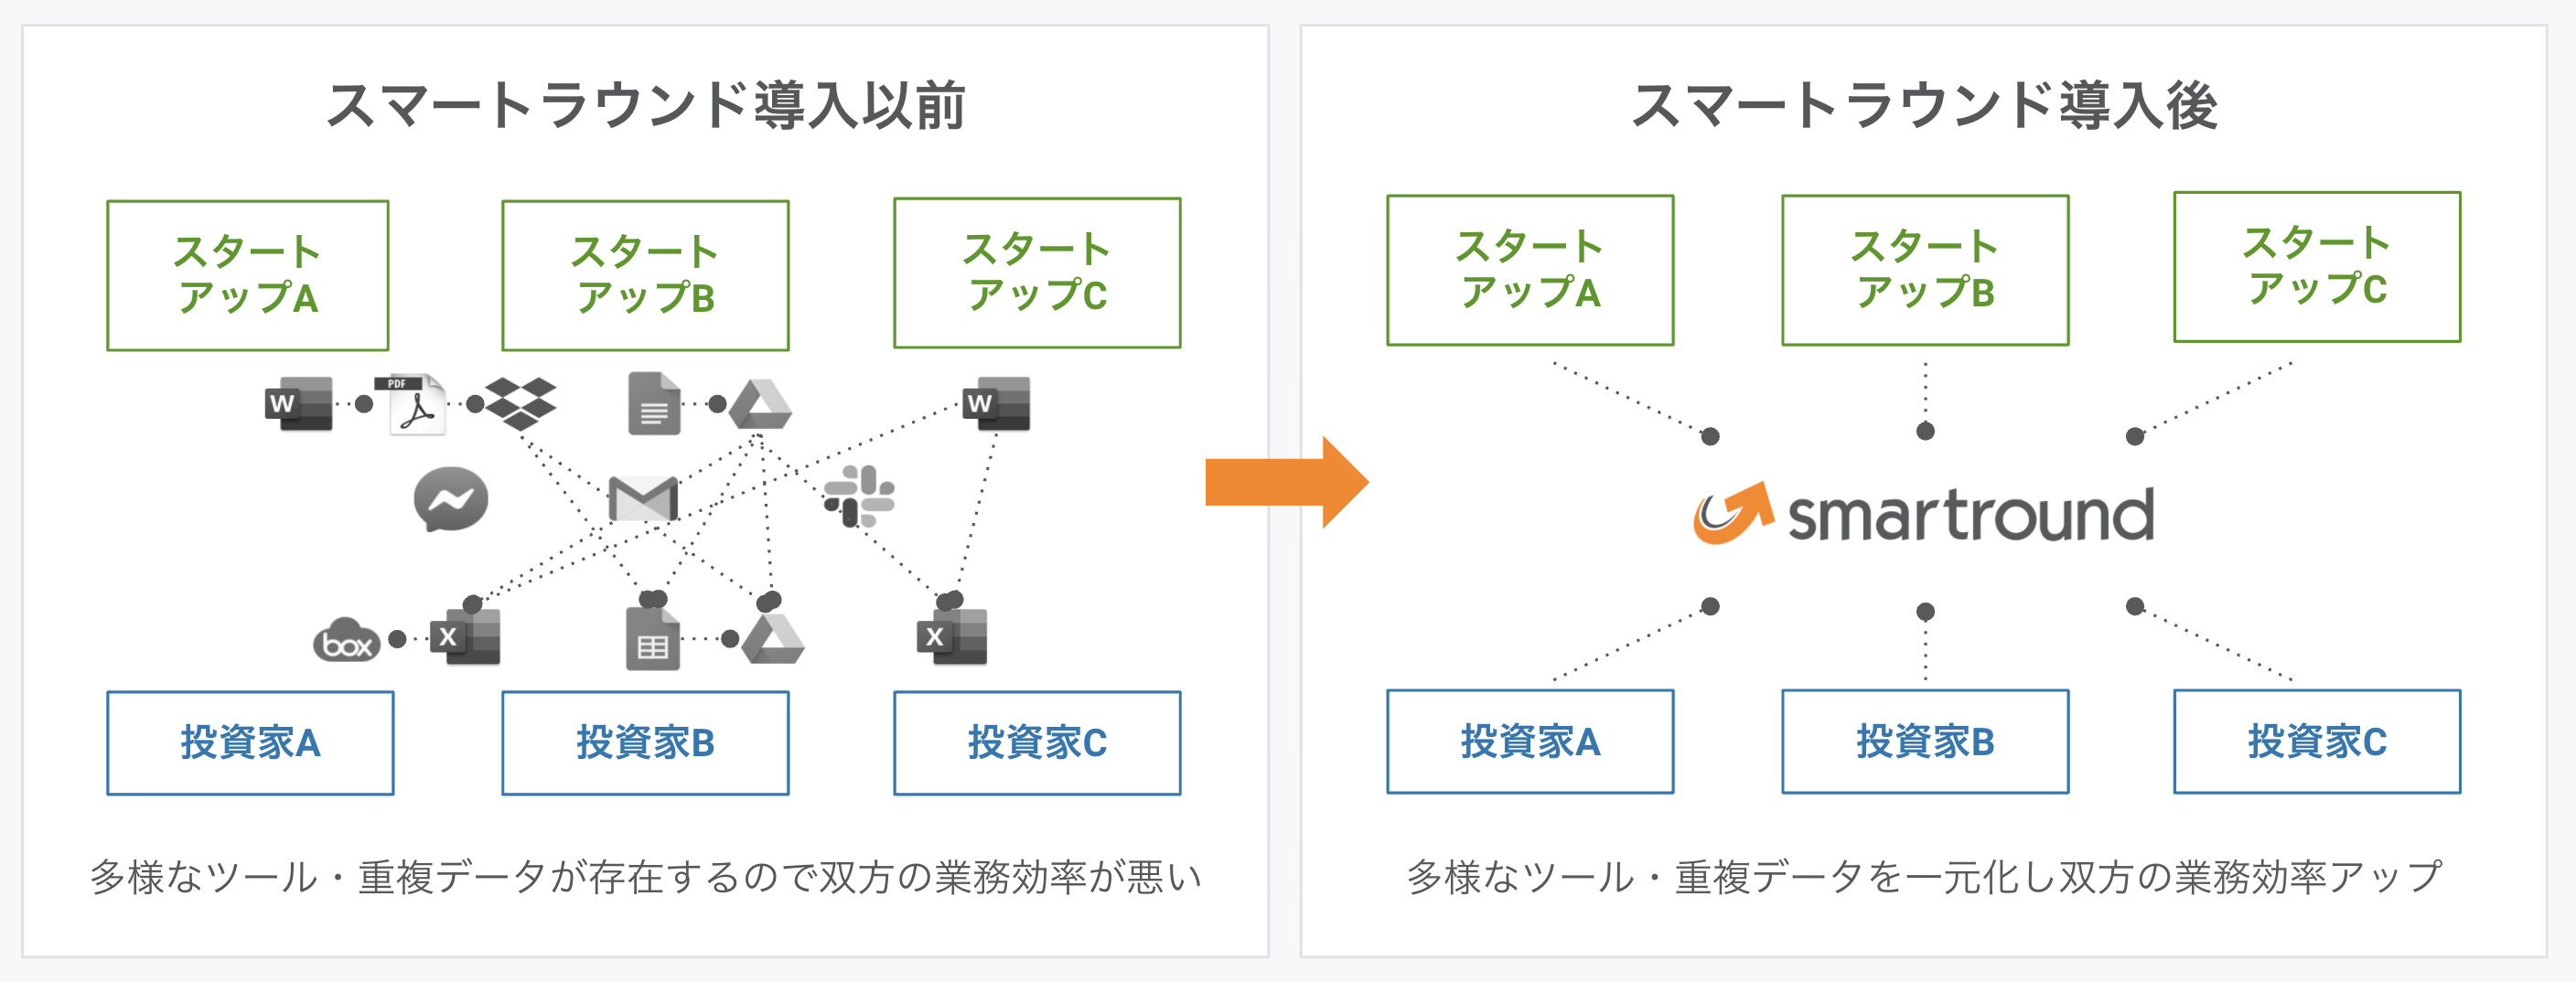 スマートラウンド導入以前
スタート
アップA
スタート
アップB
スタート
アップC
W
PDF
W
box
X
X
投資家A
投資家B
投資家C
多様なツール・重複データが存在するので双方の業務効率が悪い
スマートラウンド導入後
スタート
アップA
スタート
アップB
スタート
アップC
smartround
投資家A
投資家B
投資家C
多様なツール・重複データを一元化し双方の業務効率アップ